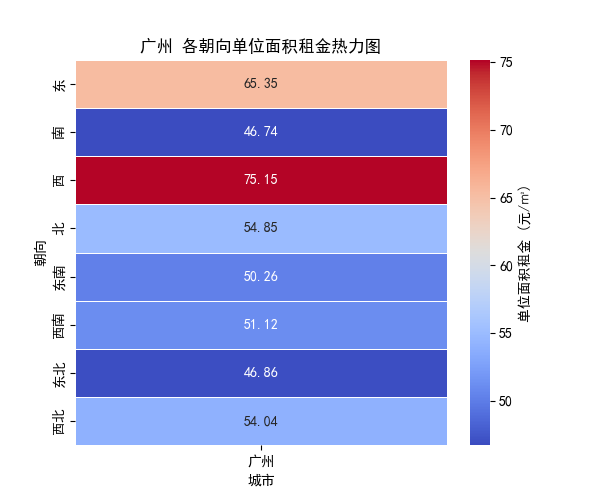 广州 各朝向单位面积租金热力图
东
65.35
南
46.74
西
75.15
北
54.85
东南
50.26
西南
51.12
东北
46.86
西北
54.04
朝向
广州
城市
75
70
65
60
55
50
单位面积租金 (元/㎡)